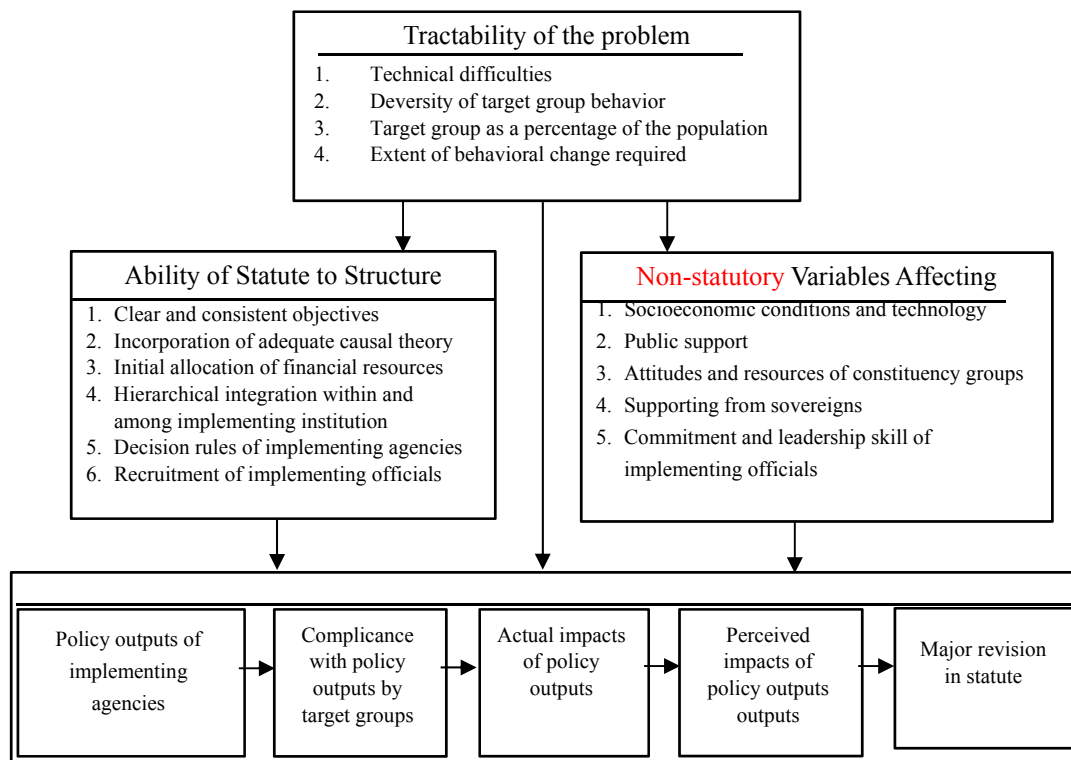 Tractability of the problem
1. Technical difficulties
2. Deversity of target group behavior
3. Target group as a percentage of the population
4. Extent of behavioral change required
Ability of Statute to Structure
1. Clear and consistent objectives
2. Incorporation of adequate causal theory
3. Initial allocation of financial resources
4. Hierarchical integration within and
among implementing institution
5. Decision rules of implementing agencies
6. Recruitment of implementing officials
Non-statutory Variables Affecting
1. Socioeconomic conditions and technology
2. Public support
3. Attitudes and resources of constituency groups
4. Supporting from sovereigns
5. Commitment and leadership skill of
implementing officials
Policy outputs of
implementing
agencies
Complicance
with policy
outputs by
target groups
Actual impacts
of policy
outputs
Perceived
impacts of
policy outputs
outputs
Major revision
in statute